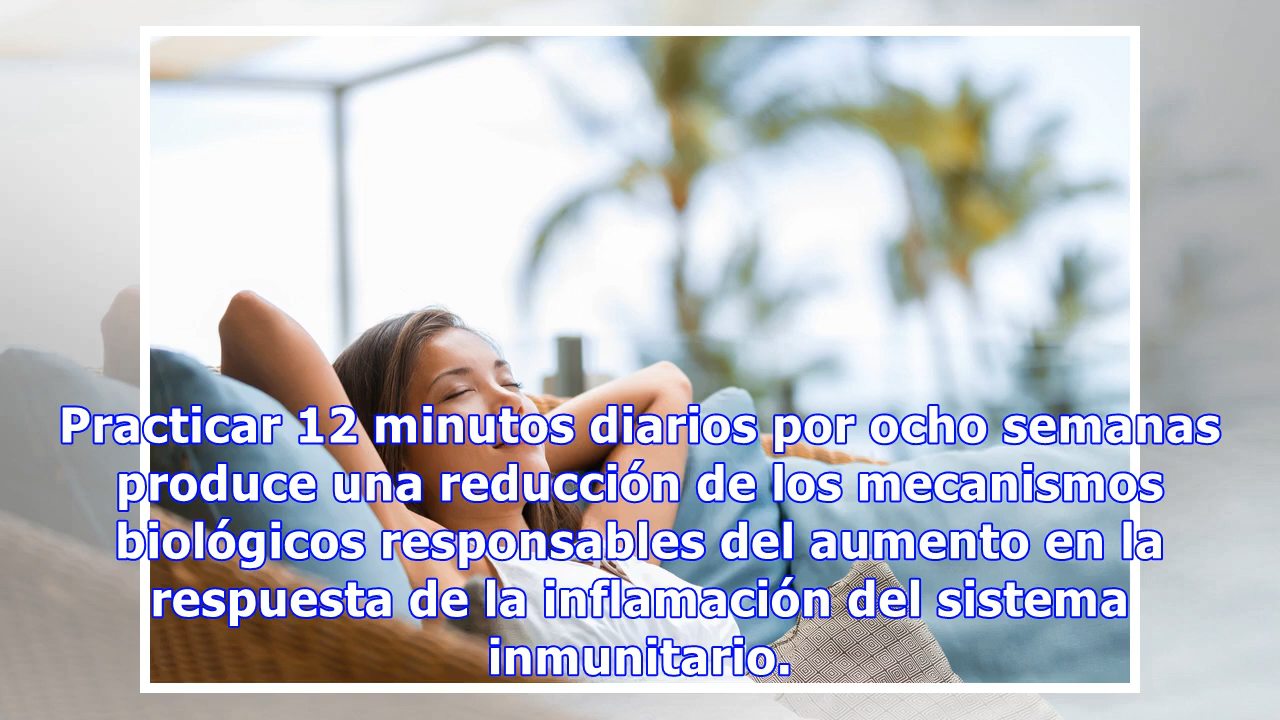 Practicar 12 minutos diarios por ocho semanas
produce una reducción de los mecanismos
biológicos responsables del aumento en la
respuesta de la inflamación del sistema
inmunitario.